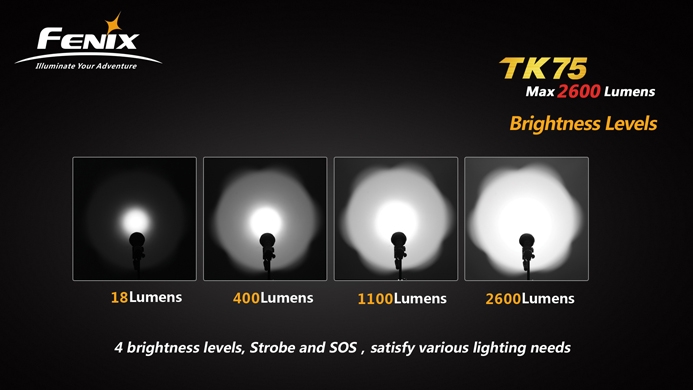 FENIX
Illuminate Your Adventure
TK75
Max 2600 Lumens
Brightness Levels
18Lumens
400Lumens
1100Lumens
2600Lumens
4 brightness levels, Strobe and SOS , satisfy various lighting needs